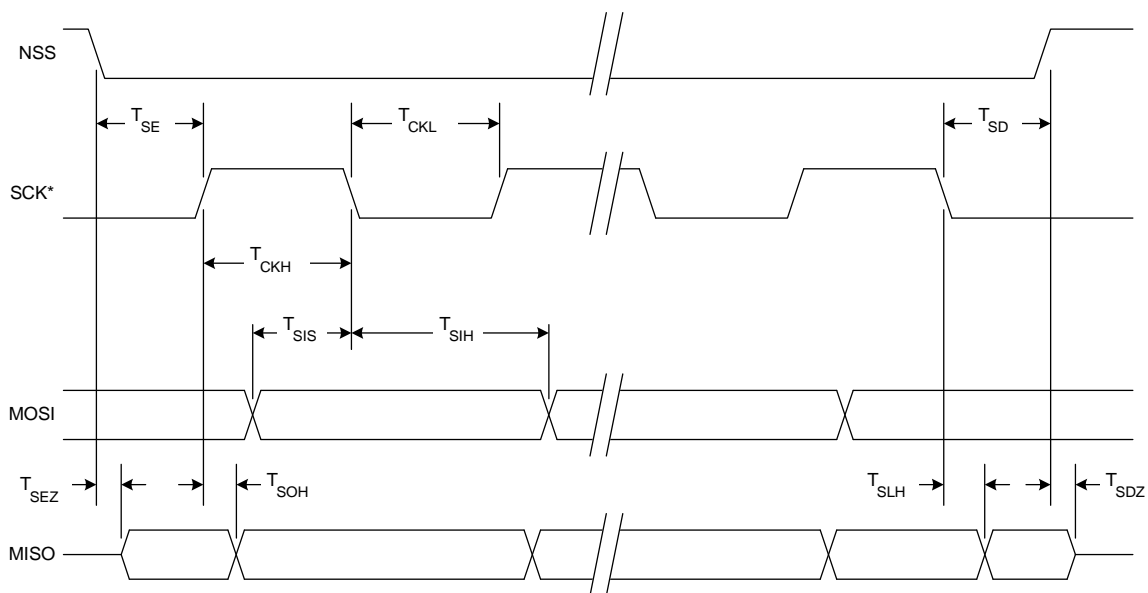 NSS
T_SE
T_CKL
T_SD
SCK*
T_CKH
T_SIS
T_SIH
MOSI
T_SEZ
T_SOH
T_SLH
T_SDZ
MISO